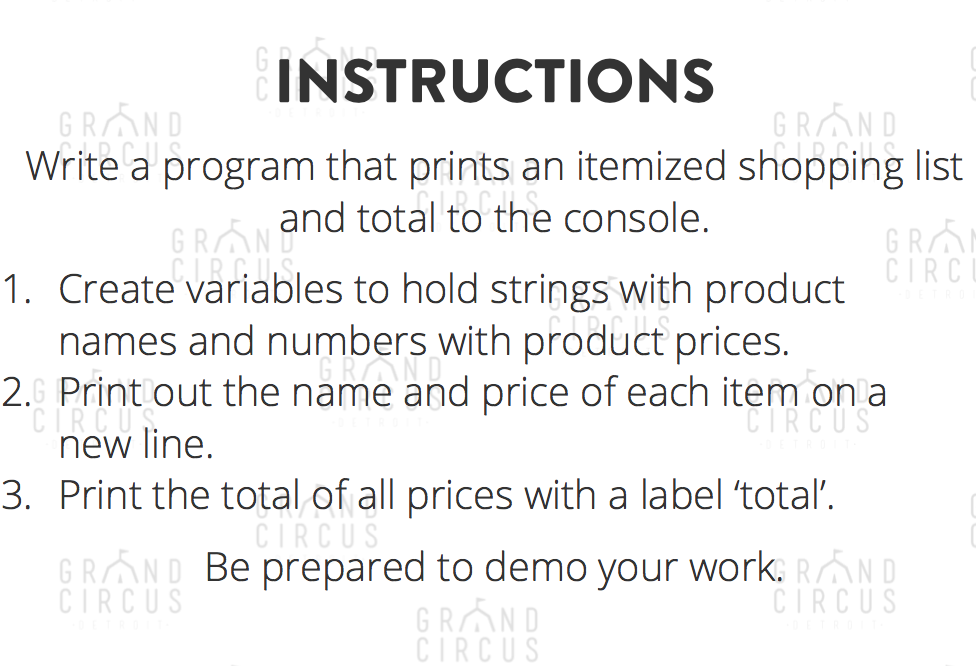 INSTRUCTIONS
Write a program that prints an itemized shopping list
and total to the console.
1. Create variables to hold strings with product
names and numbers with product prices.
2. Print out the name and price of each item on a
new line.
3. Print the total of all prices with a label ‘total’.
Be prepared to demo your work.
GRAND
CIRCUS
DETROIT